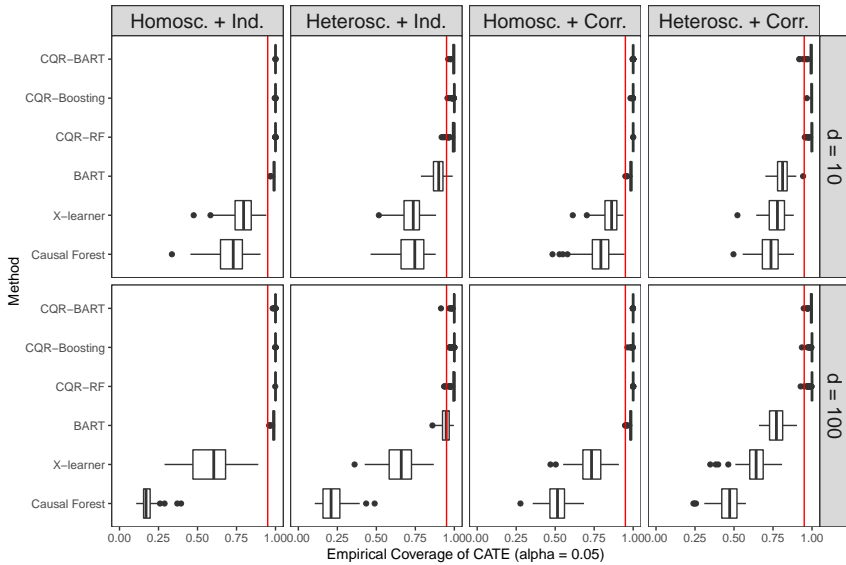 Homosc. + Ind. Heterosc. + Ind. Homosc. + Corr. Heterosc. + Corr.
CQR−BART
CQR−Boosting
CQR−RF
BART
X−learner
Causal Forest
d = 10
Method
CQR−BART
CQR−Boosting
CQR−RF
BART
X−learner
Causal Forest
d = 100
0.00 0.25 0.50 0.75 1.00 0.00 0.25 0.50 0.75 1.00 0.00 0.25 0.50 0.75 1.00 0.00 0.25 0.50 0.75 1.00
Empirical Coverage of CATE (alpha = 0.05)